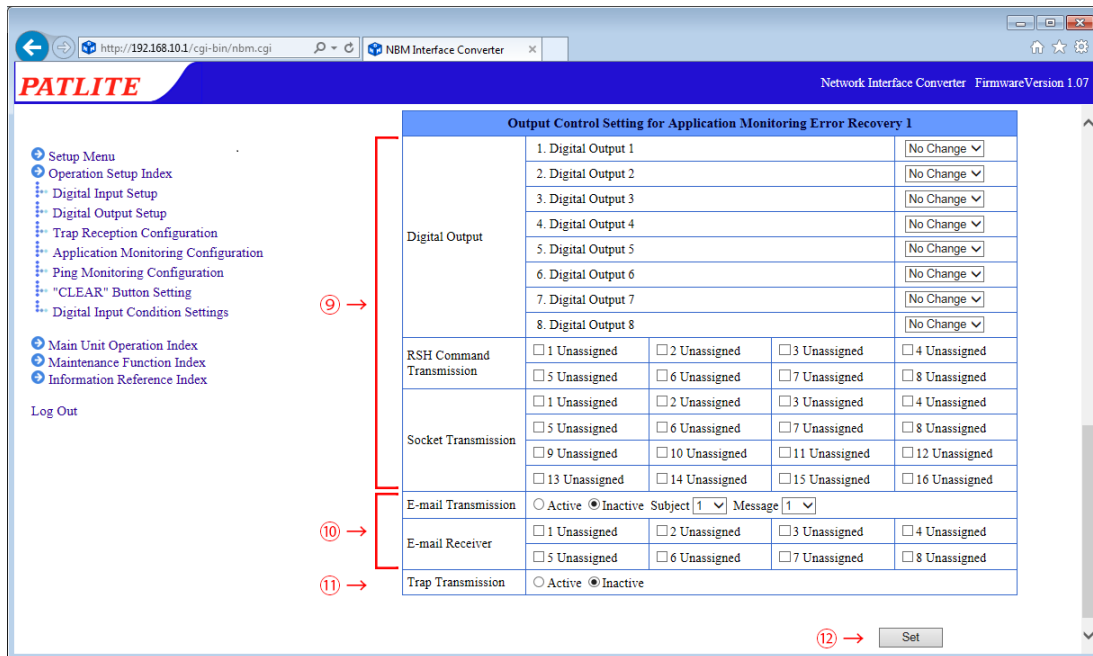 http://192.168.10.1/cgi-bin/nbm.cgi
NBM Interface Converter
PATLITE
Network Interface Converter FirmwareVersion 1.07
Setup Menu
Operation Setup Index
Digital Input Setup
Digital Output Setup
Trap Reception Configuration
Application Monitoring Configuration
Ping Monitoring Configuration
"CLEAR" Button Setting
Digital Input Condition Settings
Main Unit Operation Index
Maintenance Function Index
Information Reference Index
Log Out
Output Control Setting for Application Monitoring Error Recovery 1
⑨ →
Digital Output
1. Digital Output 1 No Change
2. Digital Output 2 No Change
3. Digital Output 3 No Change
4. Digital Output 4 No Change
5. Digital Output 5 No Change
6. Digital Output 6 No Change
7. Digital Output 7 No Change
8. Digital Output 8 No Change
RSH Command
Transmission
1 Unassigned 2 Unassigned 3 Unassigned 4 Unassigned
5 Unassigned 6 Unassigned 7 Unassigned 8 Unassigned
Socket Transmission
1 Unassigned 2 Unassigned 3 Unassigned 4 Unassigned
5 Unassigned 6 Unassigned 7 Unassigned 8 Unassigned
9 Unassigned 10 Unassigned 11 Unassigned 12 Unassigned
13 Unassigned 14 Unassigned 15 Unassigned 16 Unassigned
⑩ →
E-mail Transmission Active Inactive Subject 1 Message 1
E-mail Receiver
1 Unassigned 2 Unassigned 3 Unassigned 4 Unassigned
5 Unassigned 6 Unassigned 7 Unassigned 8 Unassigned
⑪ → Trap Transmission Active Inactive
⑫ → Set